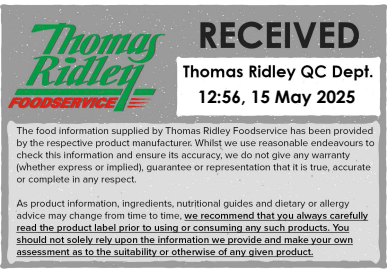 Thomas
Ridley
FOODSERVICE
RECEIVED
Thomas Ridley QC Dept.
12:56, 15 May 2025
The food information supplied by Thomas Ridley Foodservice has been provided
by the respective product manufacturer. Whilst we use reasonable endeavours to
check this information and ensure its accuracy, we do not give any warranty
(whether express or implied), guarantee or representation that it is true, accurate
or complete in any respect.
As product information, ingredients, nutritional guides and dietary or allergy
advice may change from time to time, we recommend that you always carefully
read the product label prior to using or consuming any such products. You
should not solely rely upon the information we provide and make your own
assessment as to the suitability or otherwise of any given product.